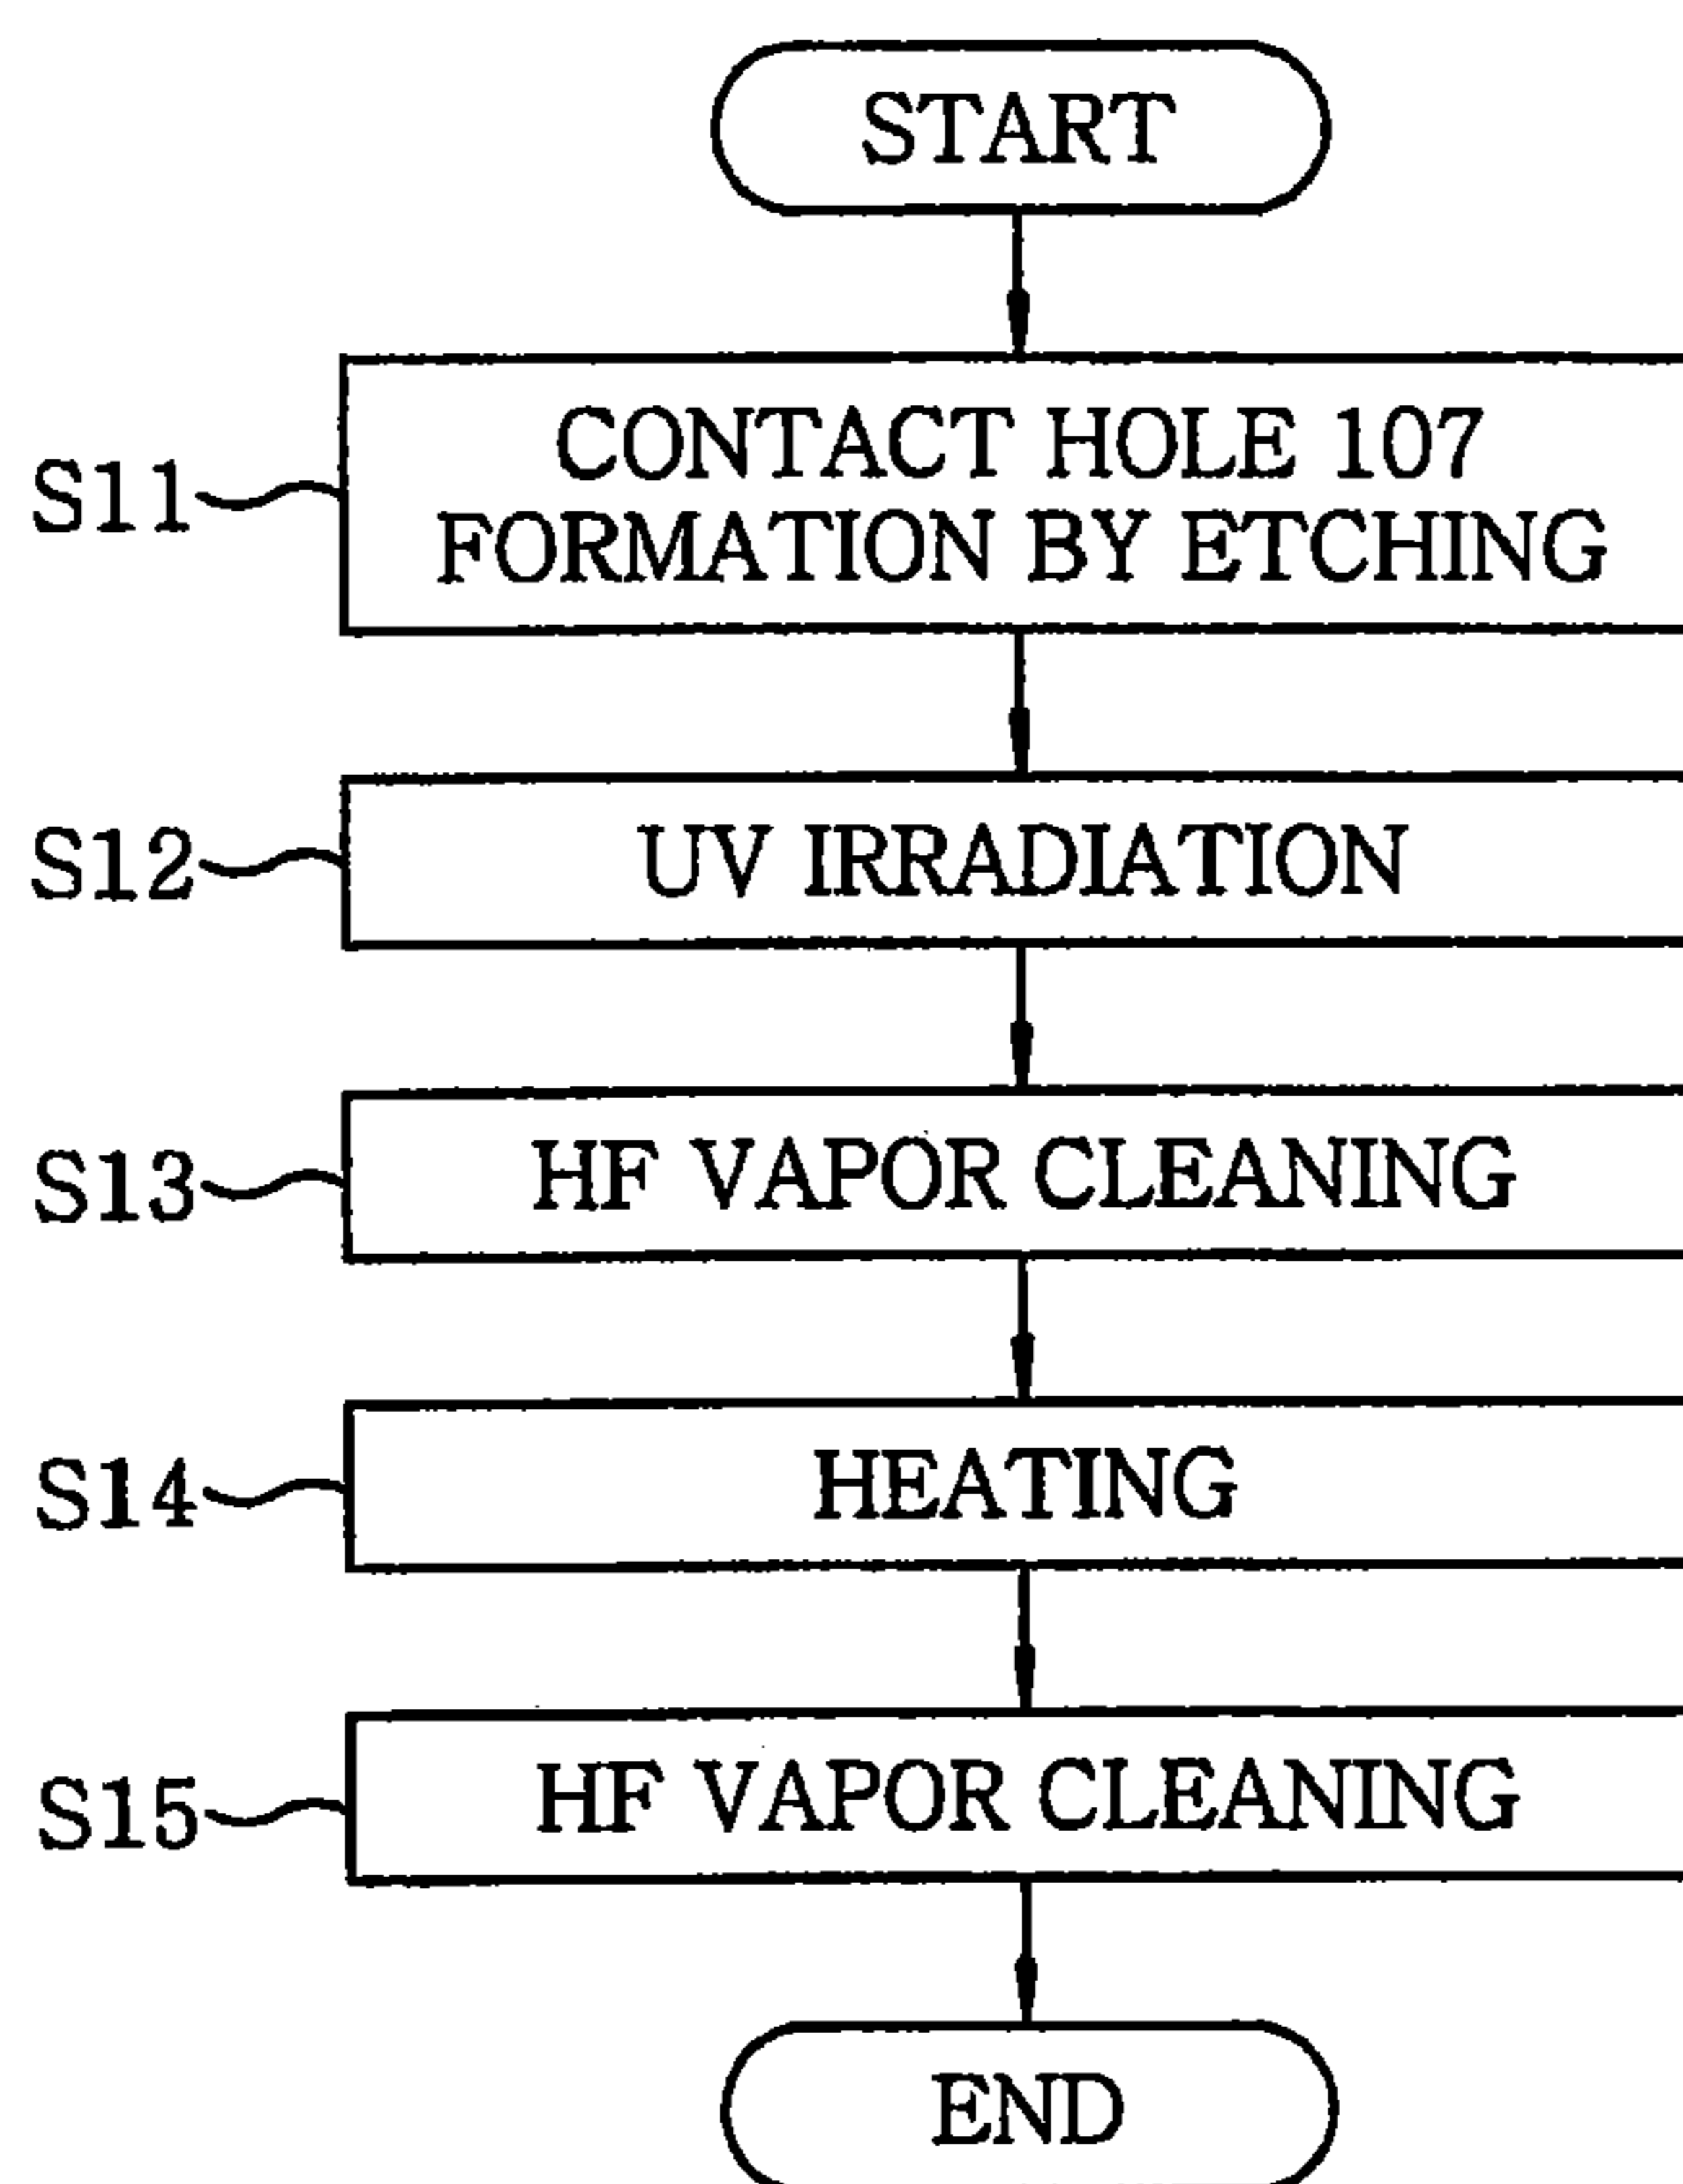 START
S11
CONTACT HOLE 107
FORMATION BY ETCHING
S12
UV IRRADIATION
S13
HF VAPOR CLEANING
S14
HEATING
S15
HF VAPOR CLEANING
END